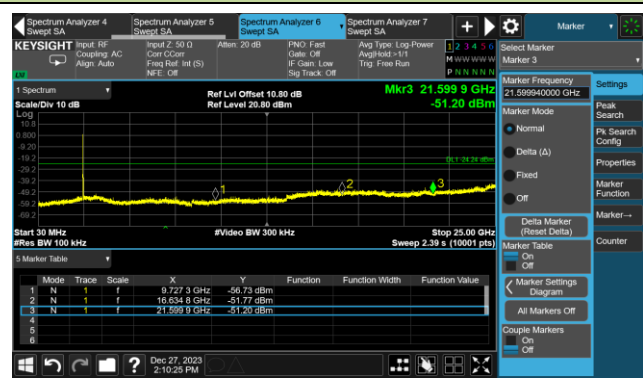 Spectrum Analyzer 4
Swept SA
Spectrum Analyzer 5
Swept SA
Spectrum Analyzer 6
Swept SA
Spectrum Analyzer 7
Swept SA
+
Marker
KEYSIGHT
Input: RF
Coupling: AC
Align: Auto
Input Z: 50 Ω
Corr CCorr
Freq Ref: Int (S)
NFE: Off
Atten: 20 dB
PNO: Fast
Gate: Off
IF Gain: Low
Sig Track: Off
Avg Type: Log-Power
Avg|Hold:>1/1
Trig: Free Run
1 2 3 4 5 6
M W W W W W
P N N N N N
Select Marker
Marker 3
1 Spectrum
Scale/Div 10 dB
Log
Ref Lvl Offset 10.80 dB
Ref Level 20.80 dBm
Mkr3 21.599 9 GHz
-51.20 dBm
10.8
0.800
-9.20
-19.2
-29.2
-39.2
-49.2
-59.2
-69.2
DL1 -24.24 dBm
1
2
3
Start 30 MHz
#Res BW 100 kHz
#Video BW 300 kHz
Stop 25.00 GHz
Sweep 2.39 s (10001 pts)
5 Marker Table
Mode Trace Scale X Y Function Function Width Function Value
1 N 1 f 9.727 3 GHz -56.73 dBm
2 N 1 f 16.634 8 GHz -51.77 dBm
3 N 1 f 21.599 9 GHz -51.20 dBm
4
5
6
Marker Frequency
21.599940000 GHz
Marker Mode
Normal
Delta (Δ)
Fixed
Off
Delta Marker
(Reset Delta)
Marker Table
On
Off
Marker Settings
Diagram
All Markers Off
Couple Markers
On
Off
Settings
Peak
Search
Pk Search
Config
Properties
Marker
Function
Marker→
Counter
?
Dec 27, 2023
2:10:25 PM